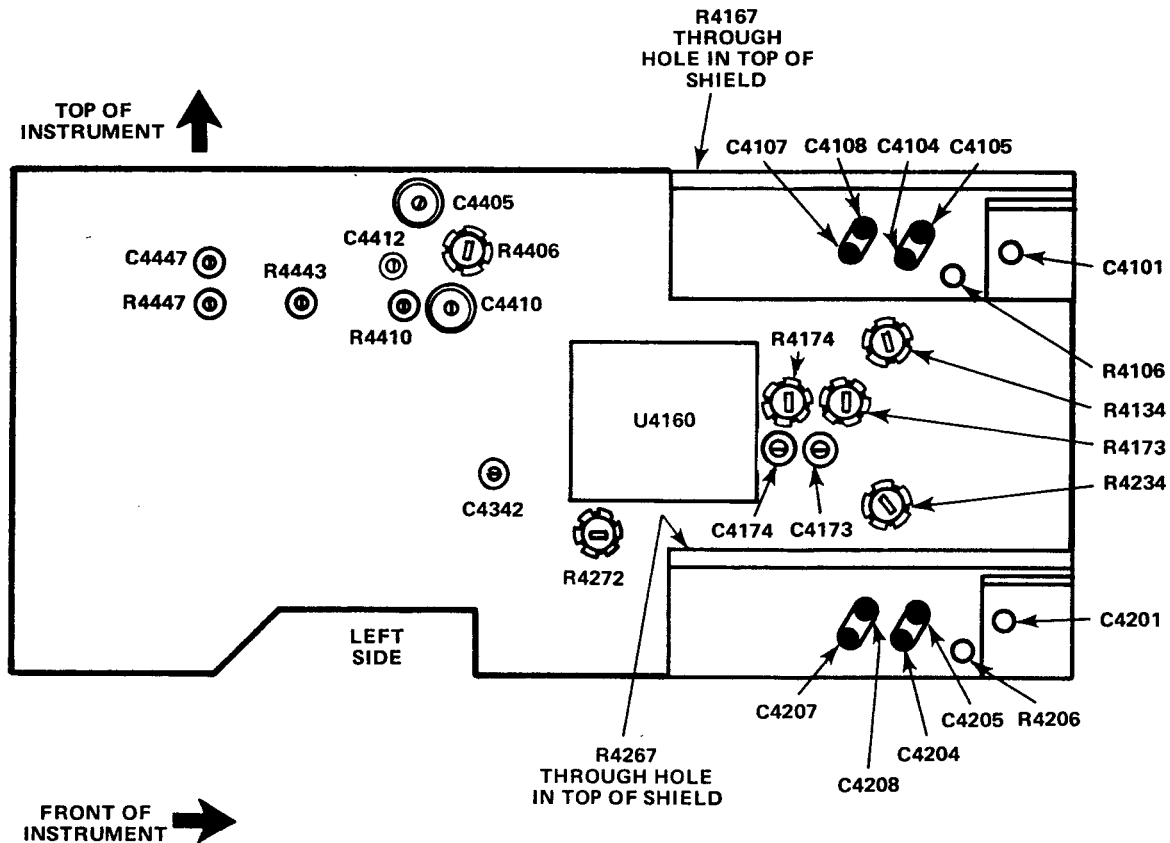 R4167
THROUGH
HOLE IN TOP OF
SHIELD
TOP OF
INSTRUMENT
C4107
C4108
C4104
C4105
C4405
C4412
R4406
C4447
R4443
C4101
R4447
C4410
R4410
R4174
R4106
R4134
U4160
R4173
R4234
C4342
C4174
C4173
R4272
C4201
LEFT
SIDE
C4207
C4205
R4206
C4204
C4208
R4267
THROUGH HOLE
IN TOP OF SHIELD
FRONT OF
INSTRUMENT